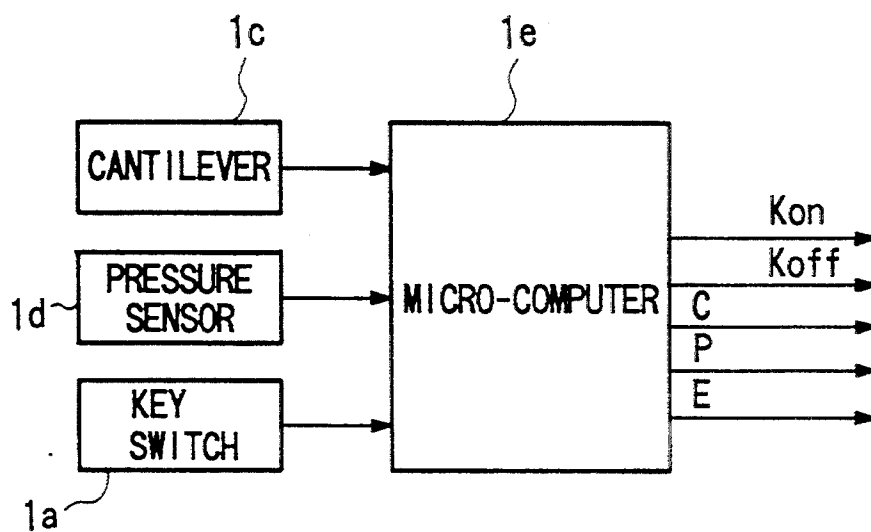 1c
1e
CANTILEVER
PRESSURE
SENSOR
1d
KEY
SWITCH
1a
MICRO-COMPUTER
Kon
Koff
C
P
E